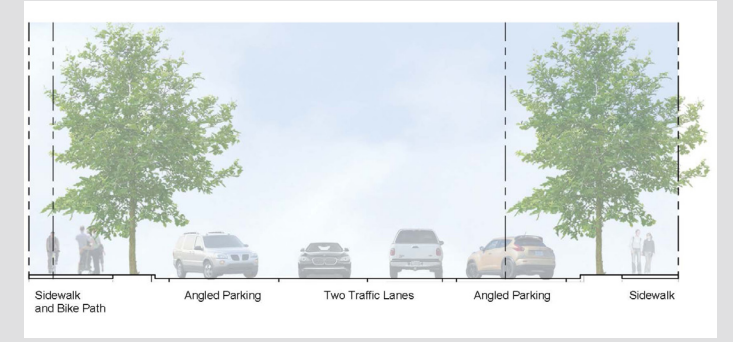 Sidewalk
and Bike Path
Angled Parking
Two Traffic Lanes
Angled Parking
Sidewalk